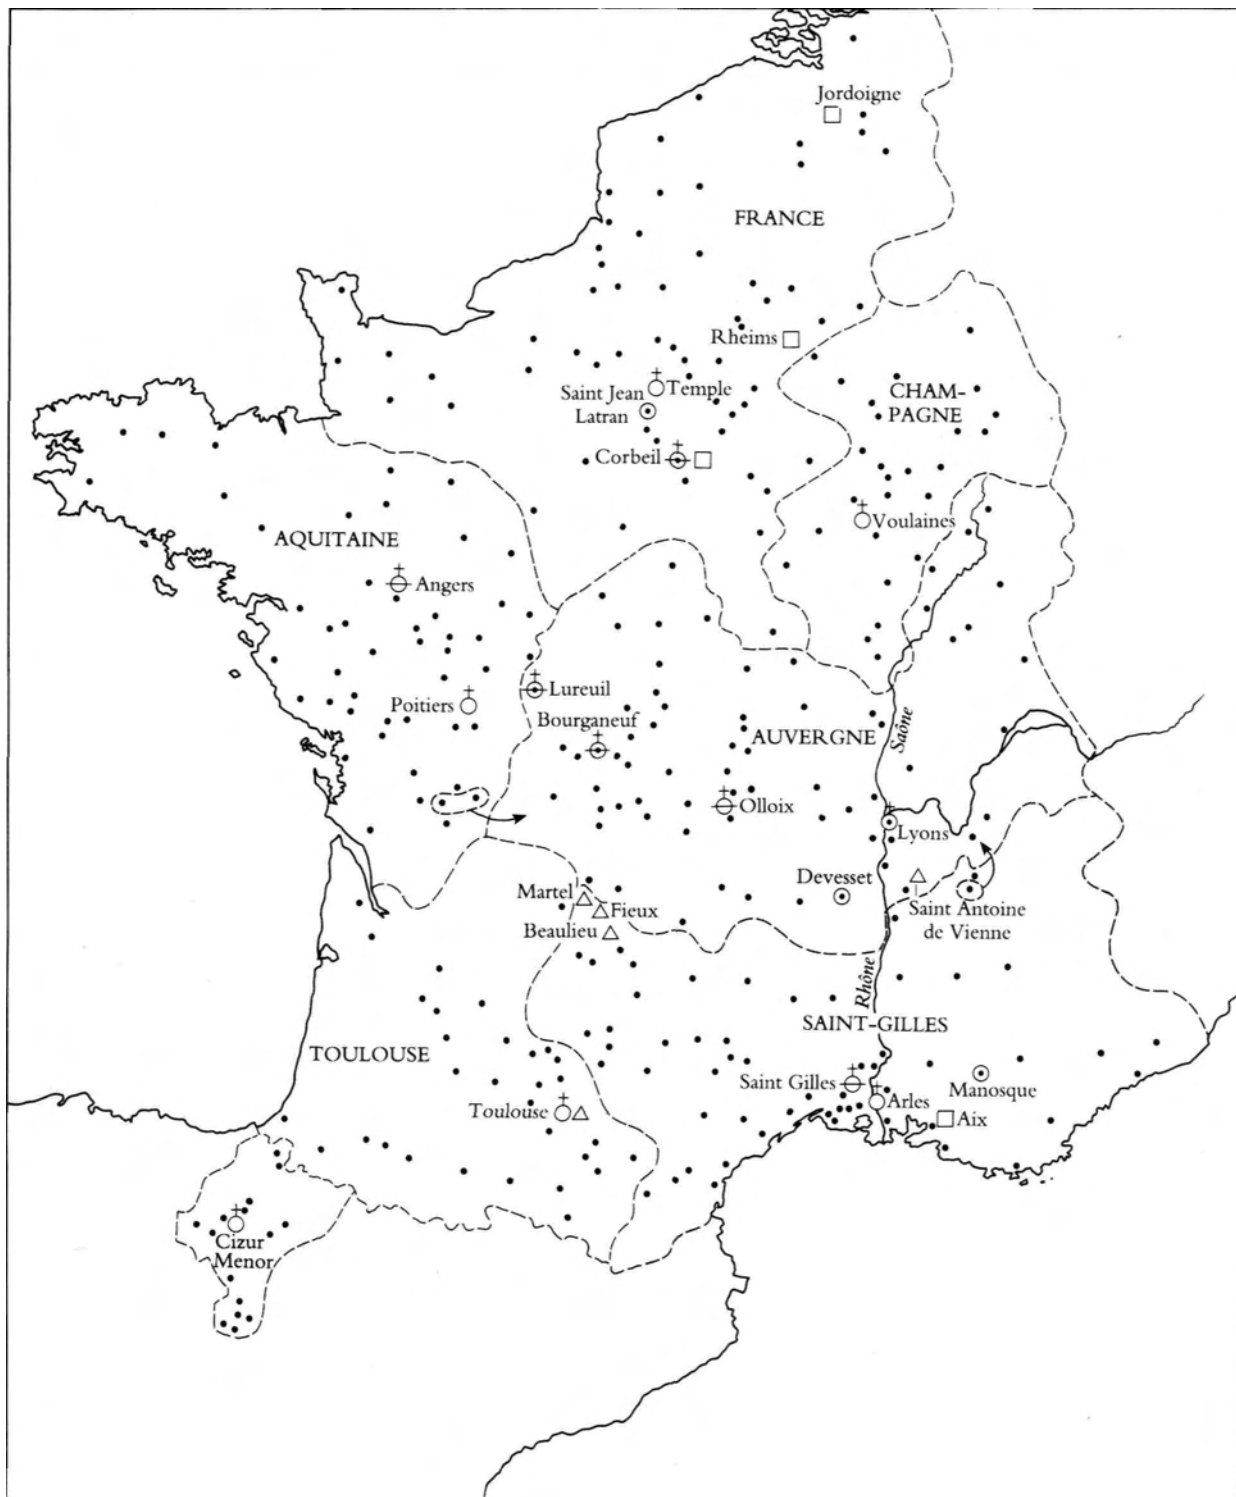 Jordoigne
FRANCE
Rheims
CHAM-
PAGNE
Saint Jean
Latran
Temple
Corbeil
Voulaines
AQUITAINE
Angers
Poitiers
Lureuil
Bourganeuf
AUVERGNE
Saône
Olloix
Lyons
Devesset
Martel
Fieux
Beaulieu
Saint Antoine
de Vienne
Rhône
SAINT-GILLES
TOULOUSE
Saint Gilles
Manosque
Arles
Aix
Toulouse
Cizur
Menor